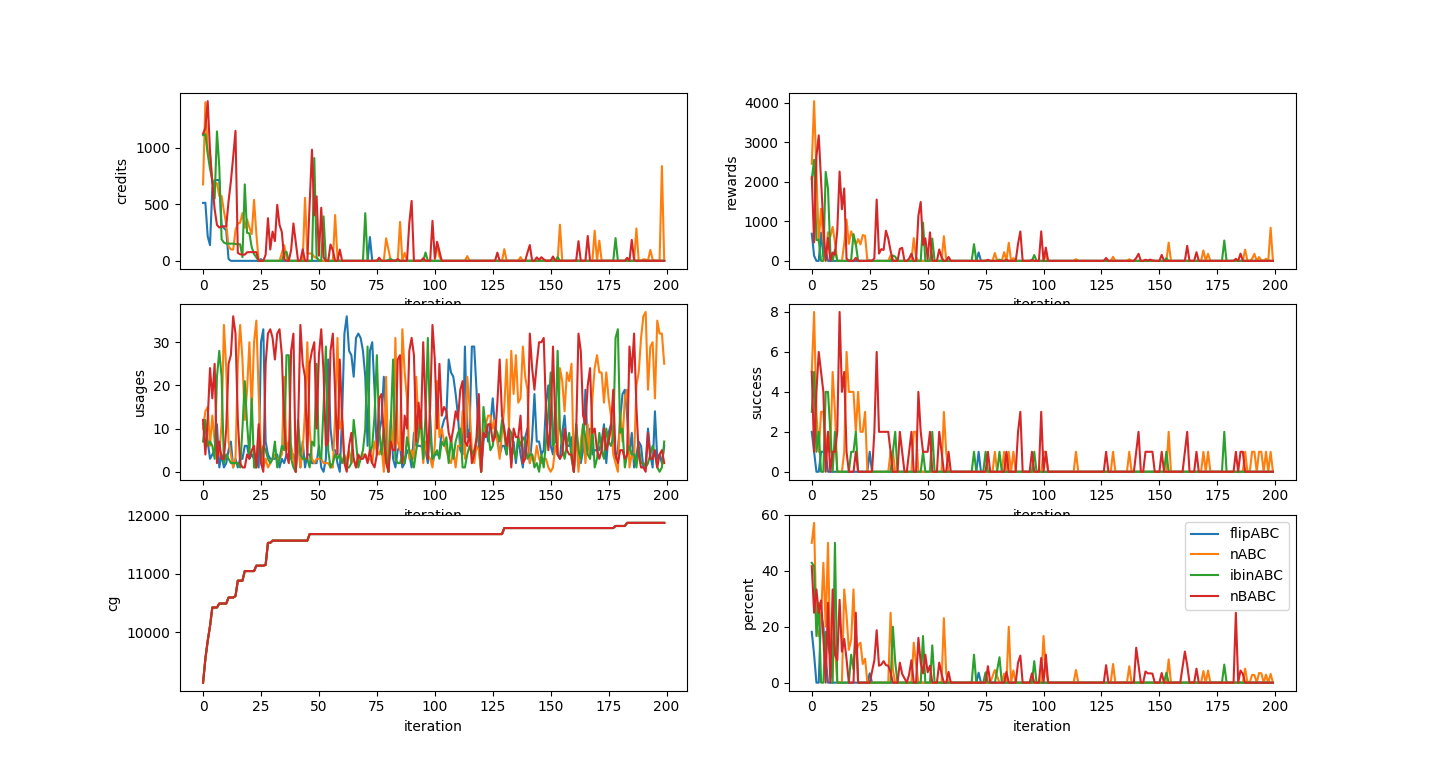 credits
1000
500
0
0 25 50 75 100 125 150 175 200
iteration
rewards
4000
3000
2000
1000
0
0 25 50 75 100 125 150 175 200
iteration
usages
30
20
10
0
0 25 50 75 100 125 150 175 200
iteration
success
8
6
4
2
0
0 25 50 75 100 125 150 175 200
iteration
cg
12000
11000
10000
0 25 50 75 100 125 150 175 200
iteration
percent
60
40
20
0
0 25 50 75 100 125 150 175 200
iteration
flipABC
nABC
ibinABC
nBABC